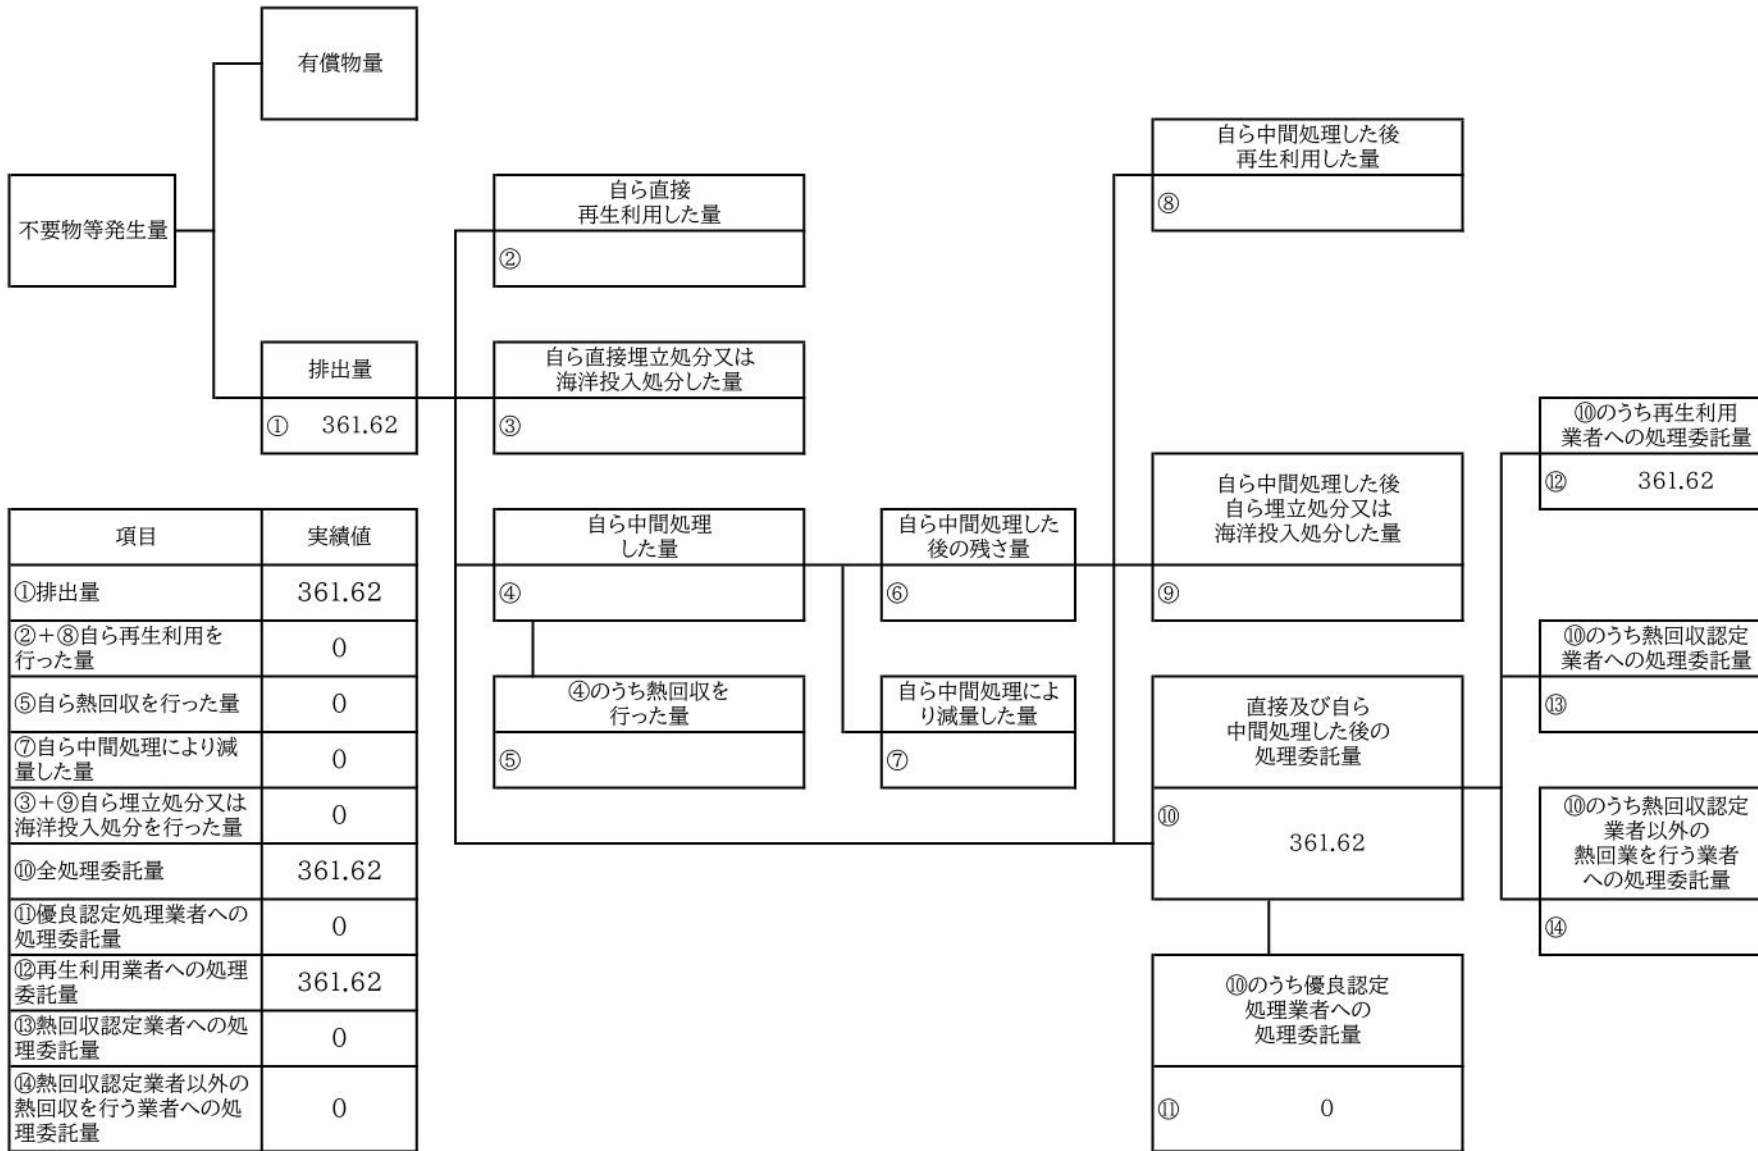 有償物量
不要物等発生量
排出量
① 361.62
自ら直接
再生利用した量
②
自ら直接埋立処分又は
海洋投入処分した量
③
自ら中間処理
した量
④
④のうち熱回収を
行った量
⑤
自ら中間処理した
後の残さ量
⑥
自ら中間処理によ
り減量した量
⑦
自ら中間処理した後
再生利用した量
⑧
自ら中間処理した後
自ら埋立処分又は
海洋投入処分した量
⑨
直接及び自ら
中間処理した後の
処理委託量
⑩
361.62
⑩のうち優良認定
処理業者への
処理委託量
⑪ 0
⑩のうち再生利用
業者への処理委託量
⑫ 361.62
⑩のうち熱回収認定
業者への処理委託量
⑬
⑩のうち熱回収認定
業者以外の
熱回業を行う業者
への処理委託量
⑭
項目 実績値
①排出量 361.62
②+⑧自ら再生利用を
行った量 0
⑤自ら熱回収を行った量 0
⑦自ら中間処理により減
量した量 0
③+⑨自ら埋立処分又は
海洋投入処分を行った量 0
⑩全処理委託量 361.62
⑪優良認定処理業者への
処理委託量 0
⑫再生利用業者への処理
委託量 361.62
⑬熱回収認定業者への処
理委託量 0
⑭熱回収認定業者以外の
熱回収を行う業者への処
理委託量 0